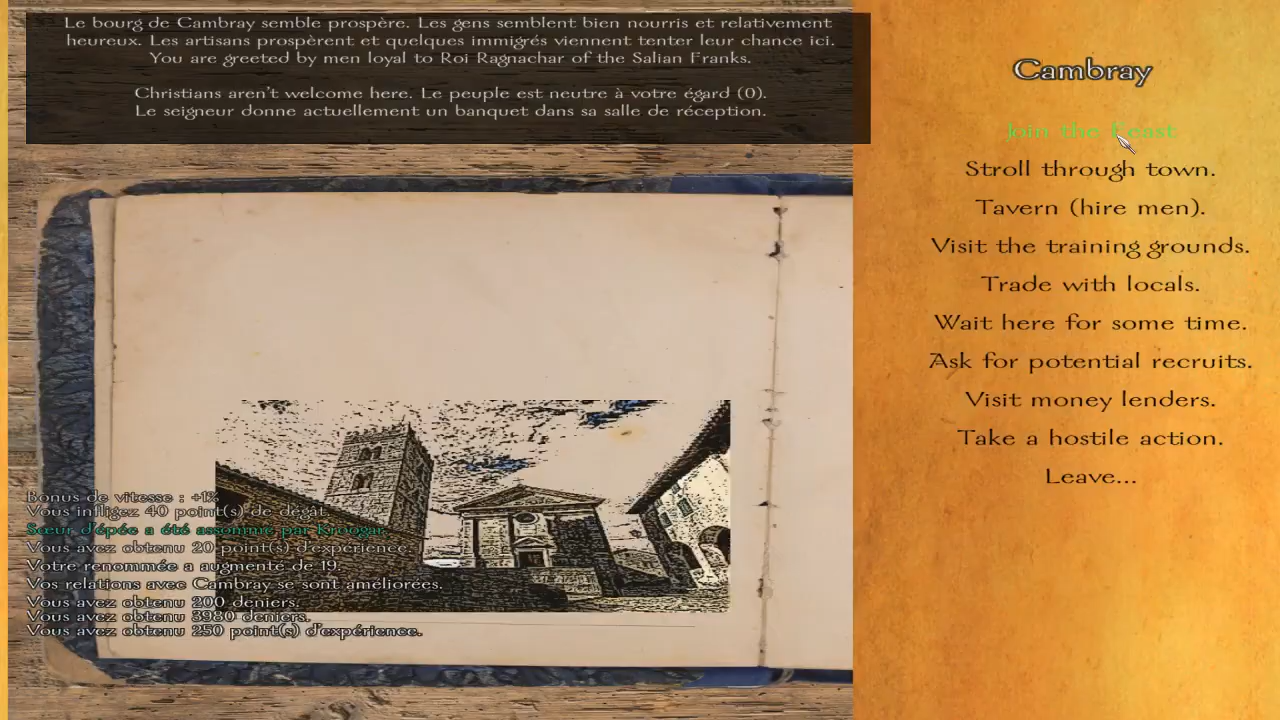 Le bourg de Cambray semble prospère. Les gens semblent bien nourris et relativement
heureux. Les artisans prospèrent et quelques immigrés viennent tenter leur chance ici.
You are greeted by men loyal to Roi Ragnachar of the Salian Franks.
Christians aren't welcome here. Le peuple est neutre à votre égard (0).
Le seigneur donne actuellement un banquet dans sa salle de réception.
Cambray
Join the Feast
Stroll through town.
Tavern (hire men).
Visit the training grounds.
Trade with locals.
Wait here for some time.
Ask for potential recruits.
Visit money lenders.
Take a hostile action.
Leave...
bonus de vitesse : +1%
Vous infligez 40 point(s) de dégât.
Sœur d'épée a été assommé par Kroogar.
Vous avez obtenu 20 point(s) d'expérience.
Votre renommée a augmenté de 19.
Vos relations avec Cambray se sont améliorées.
Vous avez obtenu 200 deniers.
Vous avez obtenu 3980 deniers.
Vous avez obtenu 250 point(s) d'expérience.